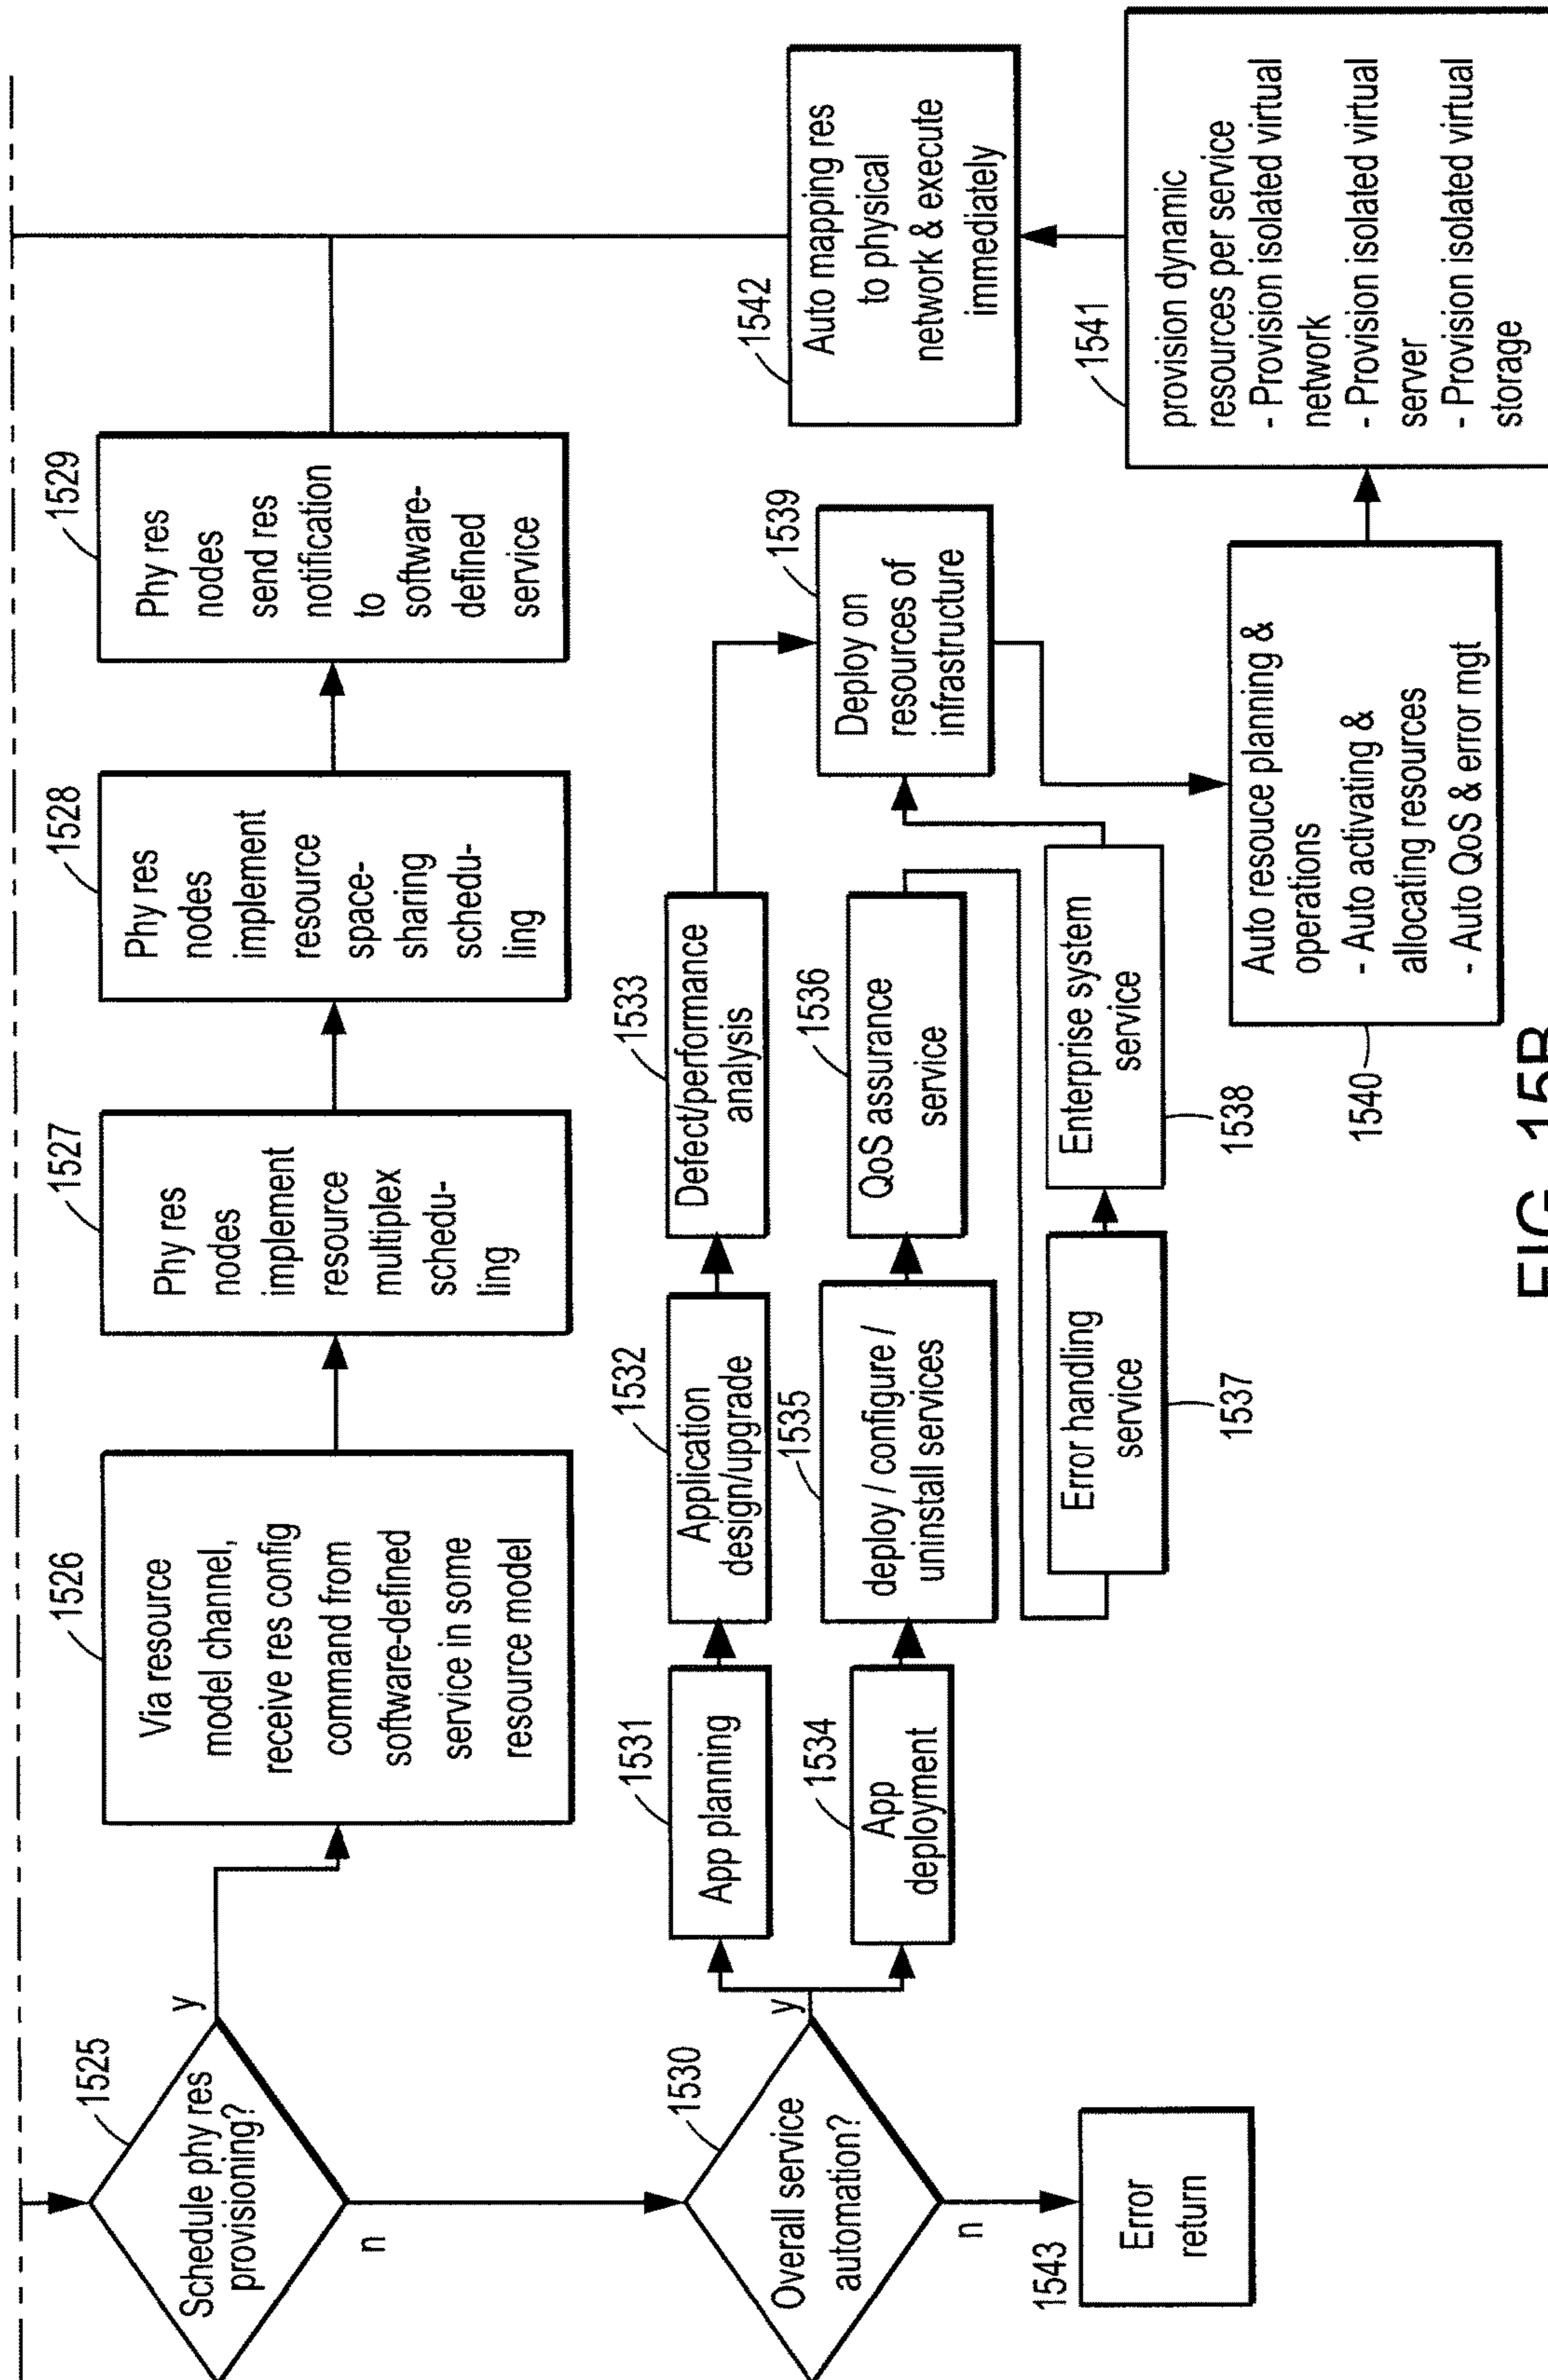 1525
Schedule phy res
provisioning?
y
n
1526
Via resource
model channel,
receive res config
command from
software-defined
service in some
resource model
1527
Phy res
nodes
implement
resource
multiplex
schedu-
ling
1528
Phy res
nodes
implement
resource
space-
sharing
schedu-
ling
1529
Phy res
nodes
send res
notification
to
software-
defined
service
1530
Overall service
automation?
y
n
1531
App planning
1532
Application
design/upgrade
1533
Defect/performance
analysis
1534
App
deployment
1535
deploy / configure /
uninstall services
1536
QoS assurance
service
1537
Error handling
service
1538
Enterprise system
service
1539
Deploy on
resources of
infrastructure
1540
Auto resouce planning &
operations
- Auto activating &
allocating resources
- Auto QoS & error mgt
1541
provision dynamic
resources per service
- Provision isolated virtual
network
- Provision isolated virtual
server
- Provision isolated virtual
storage
1542
Auto mapping res
to physical
network & execute
immediately
1543
Error
return
FIG. 15B